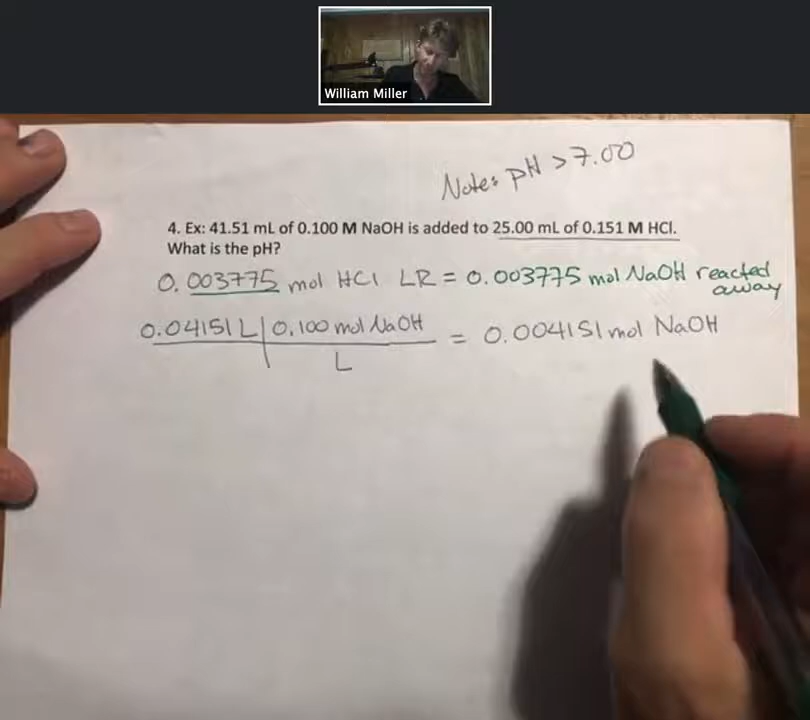 William Miller
Note: pH > 7.00
4. Ex: 41.51 mL of 0.100 M NaOH is added to 25.00 mL of 0.151 M HCl.
What is the pH?
0.003775 mol HCl LR = 0.003775 mol NaOH reacted
away
0.04151 L | 0.100 mol NaOH = 0.004151 mol NaOH
L